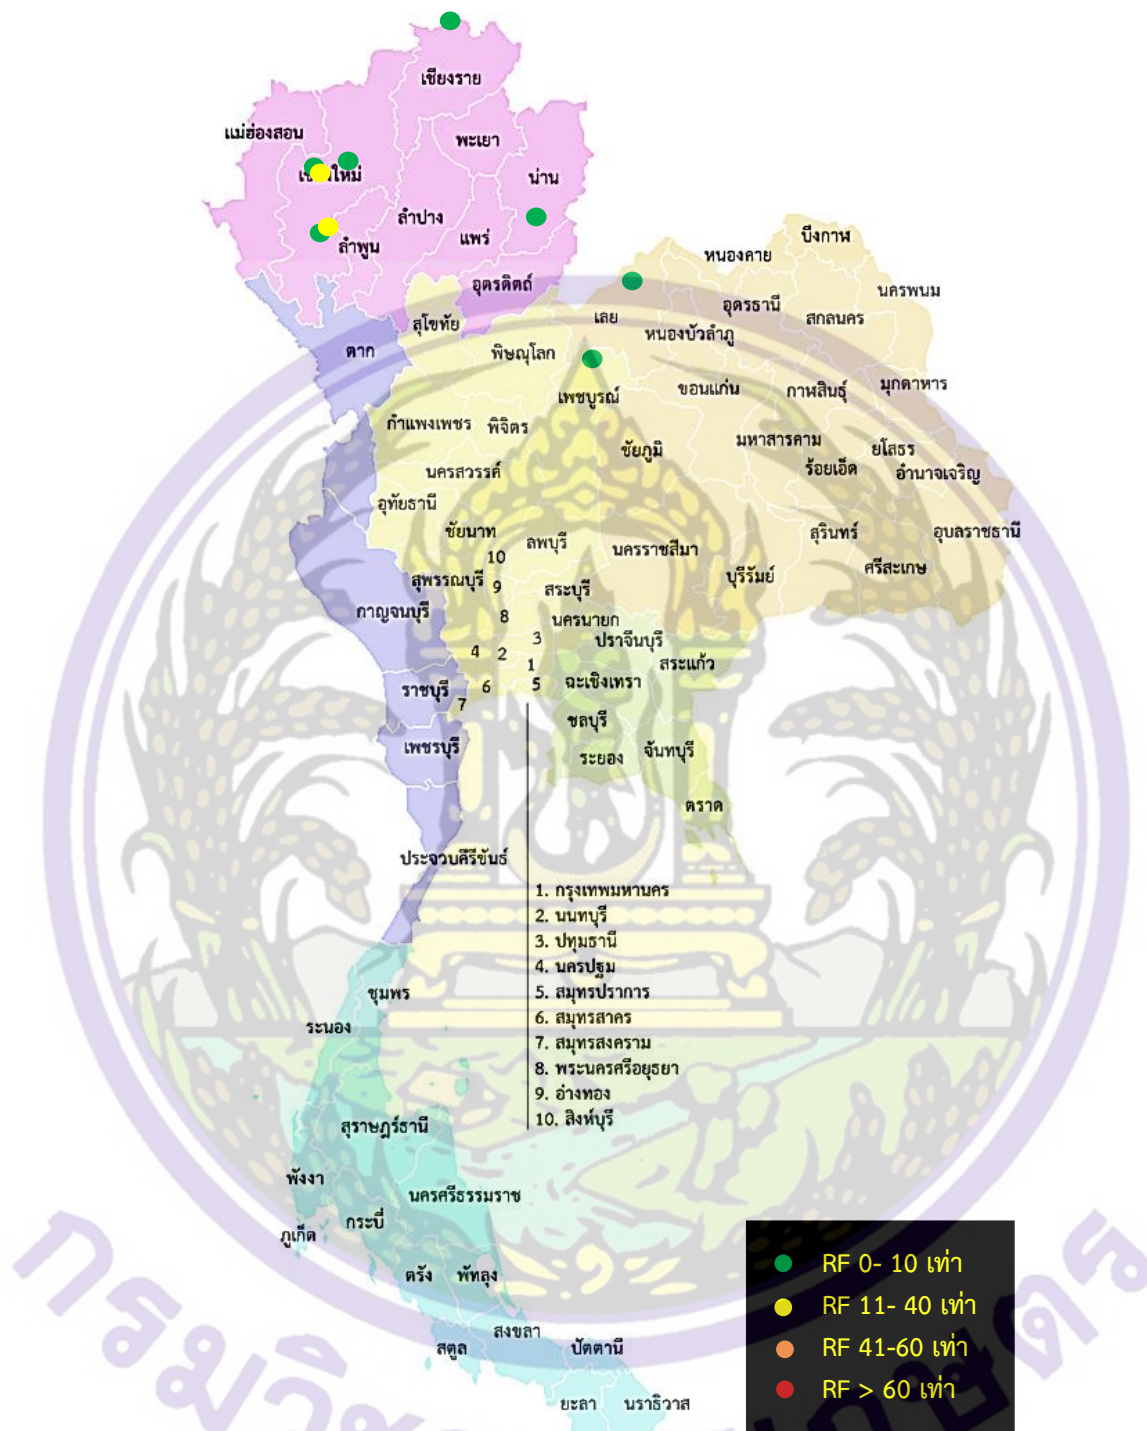 เชียงราย
แม่ฮ่องสอน
พะเยา
เชียงใหม่
น่าน
ลำปาง
แพร่
ลำพูน
บึงกาฬ
หนองคาย
อุตรดิตถ์
นครพนม
อุดรธานี
เลย
สกลนคร
สุโขทัย
หนองบัวลำภู
ตาก
พิษณุโลก
มุกดาหาร
ขอนแก่น
กาฬสินธุ์
เพชบูรณ์
กำแพงเพชร
พิจิตร
มหาสารคาม
ชัยภูมิ
ยโสธร
ร้อยเอ็ด
อำนาจเจริญ
นครสวรรค์
อุทัยธานี
ชัยนาท
ลพบุรี
สุรินทร์
อุบลราชธานี
นครราชสีมา
10
ศรีสะเกษ
บุรีรัมย์
สุพรรณบุรี
9
สระบุรี
กาญจนบุรี
8
นครนายก
3
ปราจีนบุรี
4
2
1
สระแก้ว
ราชบุรี
6
5
ฉะเชิงเทรา
7
ชลบุรี
เพชรบุรี
ระยอง
จันทบุรี
ตราด
ประจวบคีรีขันธ์
1. กรุงเทพมหานคร
2. นนทบุรี
3. ปทุมธานี
4. นครปฐม
5. สมุทรปราการ
6. สมุทรสาคร
7. สมุทรสงคราม
8. พระนครศรีอยุธยา
9. อ่างทอง
10. สิงห์บุรี
ชุมพร
ระนอง
สุราษฎร์ธานี
พังงา
นครศรีธรรมราช
กระบี่
ภูเก็ต
ตรัง
พัทลุง
สงขลา
สตูล
ปัตตานี
ยะลา
นราธิวาส
RF 0- 10 เท่า
RF 11- 40 เท่า
RF 41-60 เท่า
RF > 60 เท่า